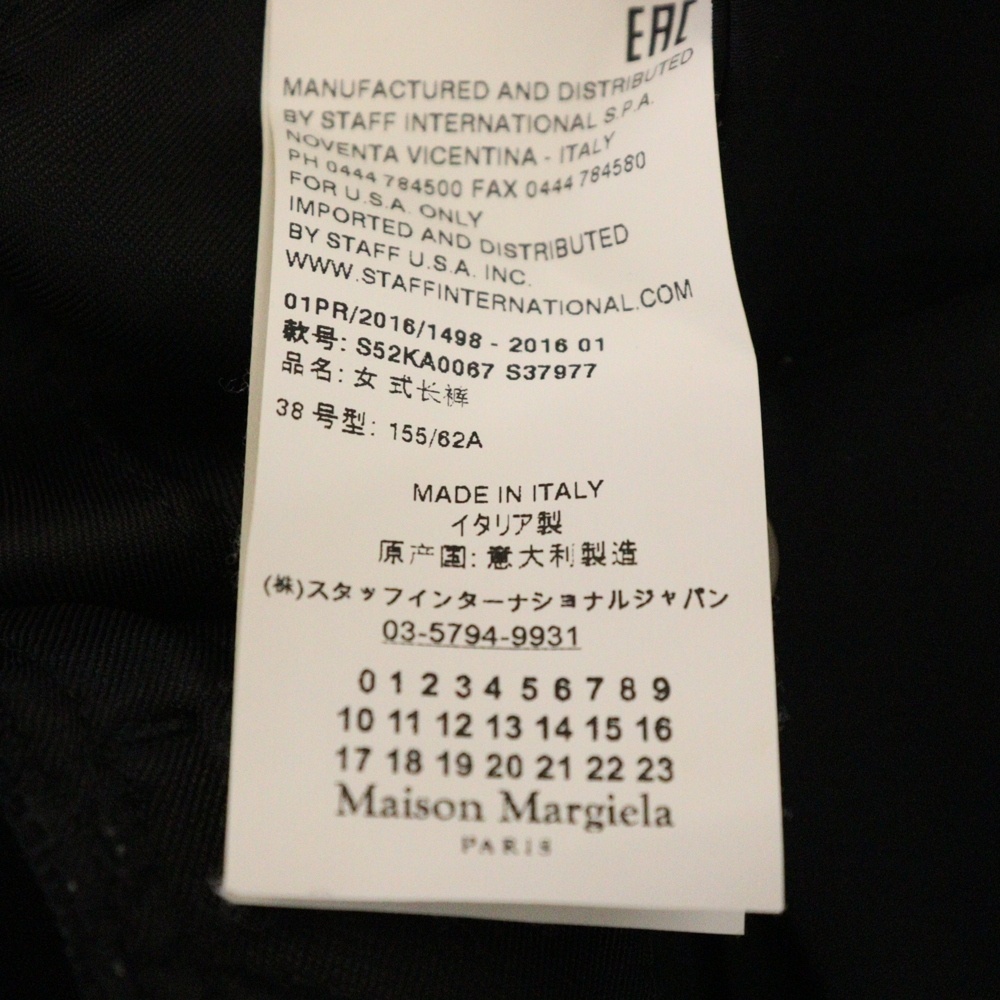 EAC
MANUFACTURED AND DISTRIBUTED
BY STAFF INTERNATIONAL S.P.A.
NOVENTA VICENTINA - ITALY
PH 0444 784500 FAX 0444 784580
FOR U.S.A. ONLY
IMPORTED AND DISTRIBUTED
BY STAFF U.S.A. INC.
WWW.STAFFINTERNATIONAL.COM
01PR/2016/1498 - 2016 01
款号: S52KA0067 S37977
品名: 女 式长裤
38 号型: 155/62A
MADE IN ITALY
イタリア製
原产国: 意大利製造
(株)スタッフインターナショナルジャパン
03-5794-9931
0 1 2 3 4 5 6 7 8 9
10 11 12 13 14 15 16
17 18 19 20 21 22 23
Maison Margiela
PARIS